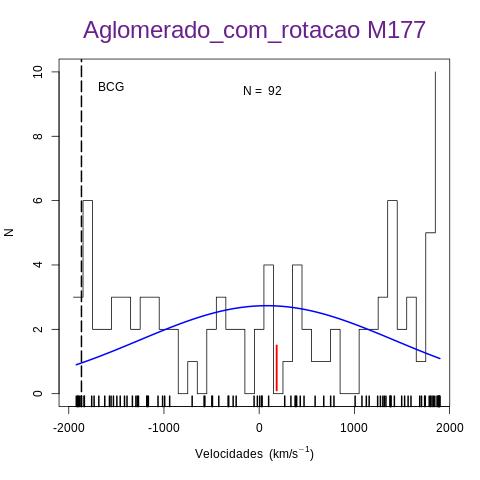 Aglomerado_com_rotacao M177
BCG
N = 92
N
0
2
4
6
8
10
-2000
-1000
0
1000
2000
Velocidades (km/s⁻¹)